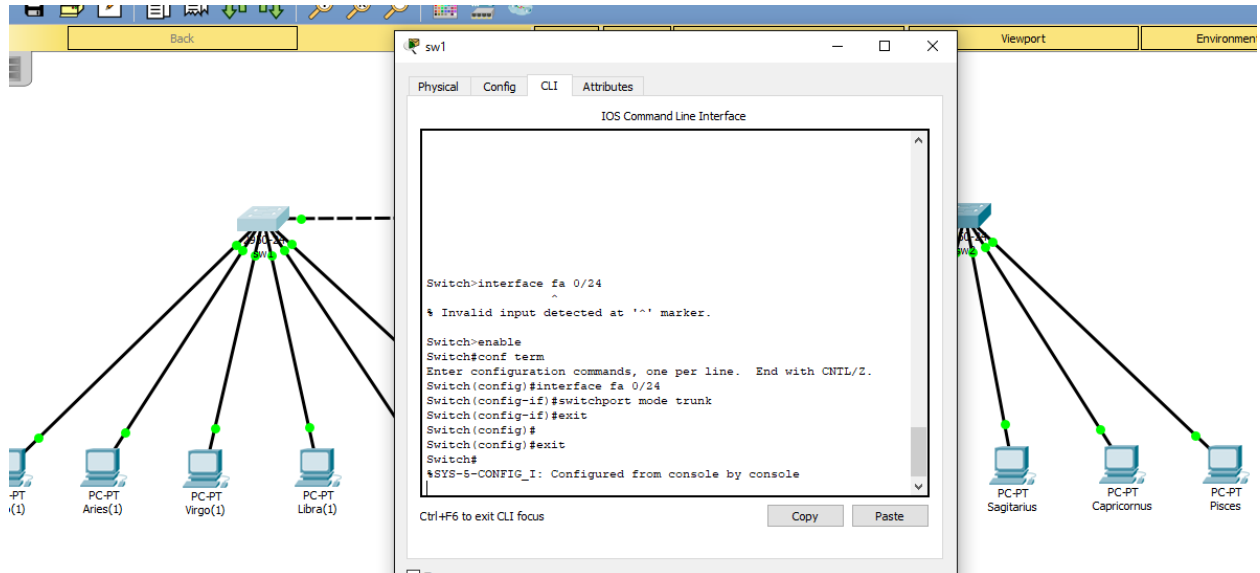 Back
Viewport
Environment
sw1
Physical Config CLI Attributes
IOS Command Line Interface
Switch>interface fa 0/24
^
% Invalid input detected at '^' marker.
Switch>enable
Switch#conf term
Enter configuration commands, one per line. End with CNTL/Z.
Switch(config)#interface fa 0/24
Switch(config-if)#switchport mode trunk
Switch(config-if)#exit
Switch(config)#
Switch(config)#exit
Switch#
%SYS-5-CONFIG_I: Configured from console by console
Ctrl+F6 to exit CLI focus
Copy
Paste
sw1
sw2
-PT
(1)
PC-PT
Aries(1)
PC-PT
Virgo(1)
PC-PT
Libra(1)
PC-PT
Sagitarius
PC-PT
Capricornus
PC-PT
Pisces